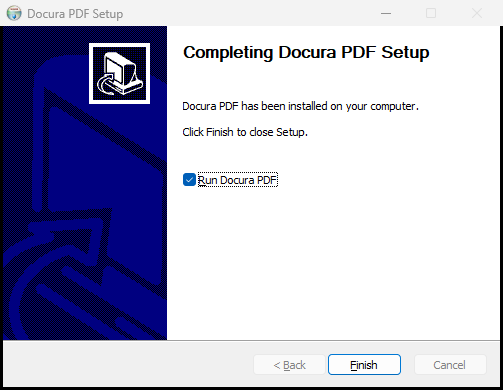 Docura PDF Setup
Completing Docura PDF Setup
Docura PDF has been installed on your computer.
Click Finish to close Setup.
Run Docura PDF
< Back
Finish
Cancel